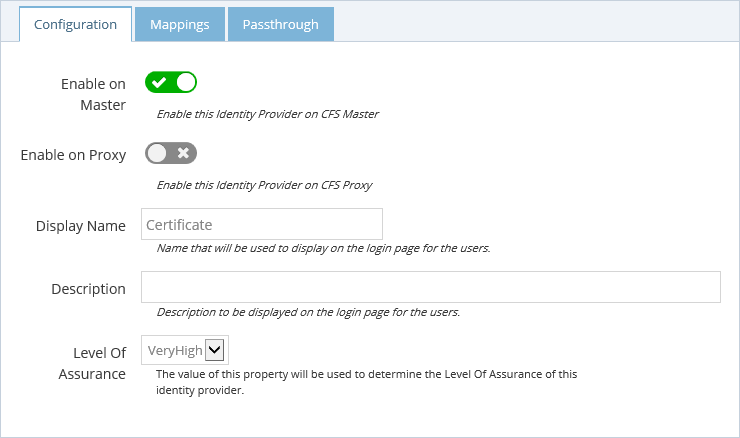 Configuration Mappings Passthrough
Enable on
Master
Enable this Identity Provider on CFS Master
Enable on Proxy
Enable this Identity Provider on CFS Proxy
Display Name Certificate
Name that will be used to display on the login page for the users.
Description
Description to be displayed on the login page for the users.
Level Of
Assurance
VeryHigh
The value of this property will be used to determine the Level Of Assurance of this
identity provider.